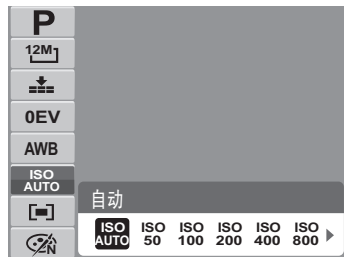 P
12M
0EV
AWB
ISO
AUTO
N
自动
ISO AUTO ISO 50 ISO 100 ISO 200 ISO 400 ISO 800